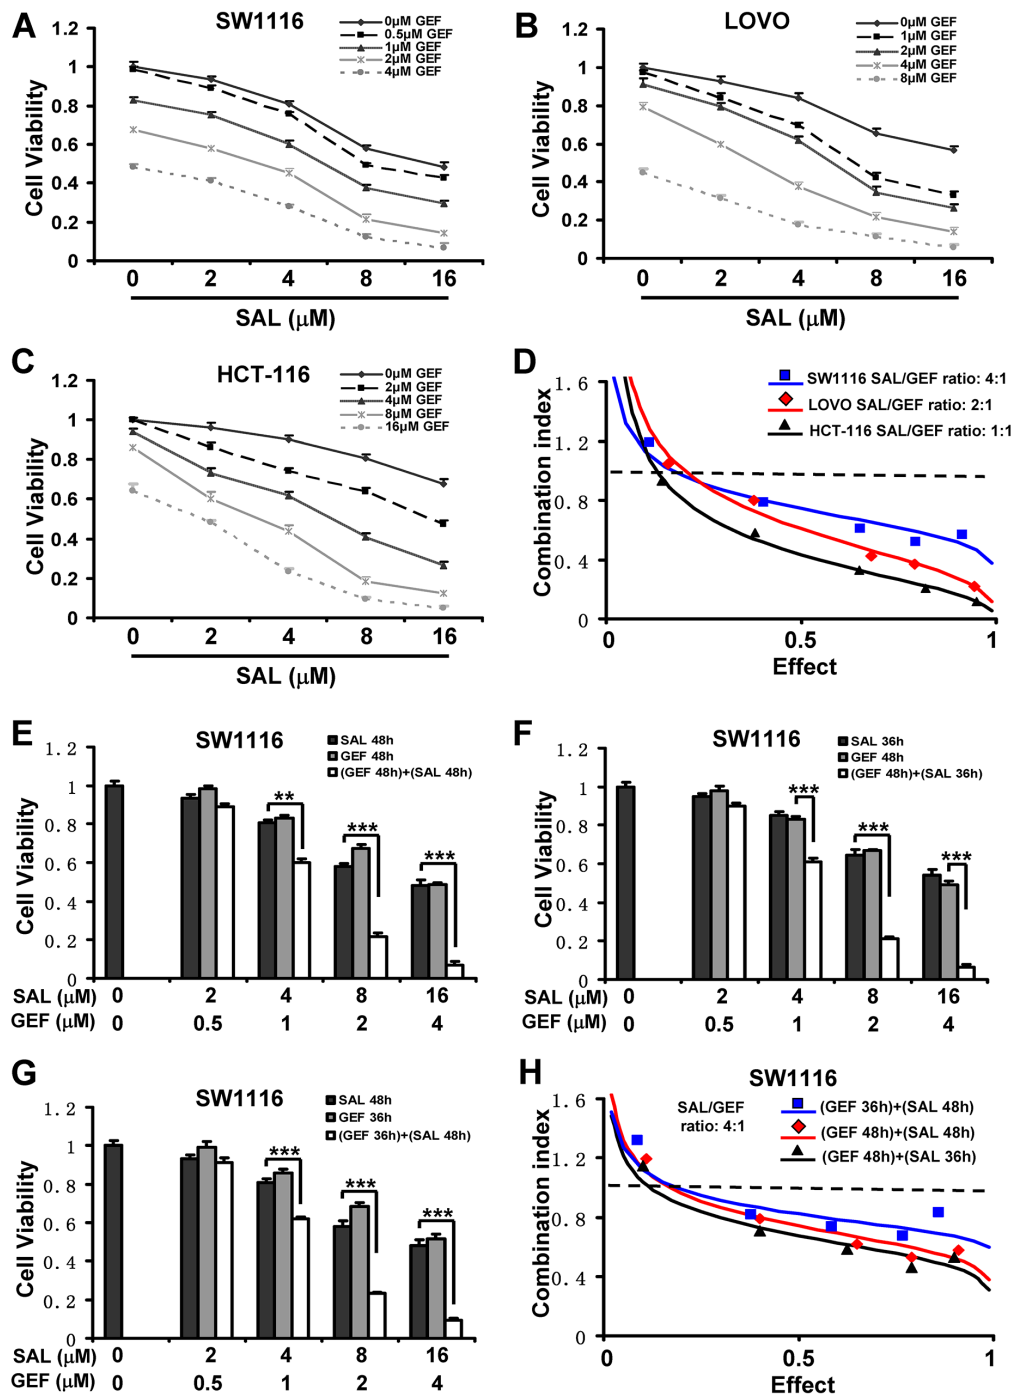 A
SW1116
0μM GEF
0.5μM GEF
1μM GEF
2μM GEF
4μM GEF
Cell Viability
1.2
1
0.8
0.6
0.4
0.2
0
0 2 4 8 16
SAL (μM)
B
LOVO
0μM GEF
1μM GEF
2μM GEF
4μM GEF
8μM GEF
Cell Viability
1.2
1
0.8
0.6
0.4
0.2
0
0 2 4 8 16
SAL (μM)
C
HCT-116
0μM GEF
2μM GEF
4μM GEF
8μM GEF
16μM GEF
Cell Viability
1.2
1
0.8
0.6
0.4
0.2
0
0 2 4 8 16
SAL (μM)
D
SW1116 SAL/GEF ratio: 4:1
LOVO SAL/GEF ratio: 2:1
HCT-116 SAL/GEF ratio: 1:1
Combination index
1.6
1.2
0.8
0.4
0
0.5
1
Effect
E
SW1116
SAL 48h
GEF 48h
(GEF 48h)+(SAL 48h)
Cell Viability
1.2
1
0.8
0.6
0.4
0.2
0
**
***
***
SAL (μM) 0 2 4 8 16
GEF (μM) 0 0.5 1 2 4
F
SW1116
SAL 36h
GEF 48h
(GEF 48h)+(SAL 36h)
Cell Viability
1.2
1
0.8
0.6
0.4
0.2
0
***
***
***
SAL (μM) 0 2 4 8 16
GEF (μM) 0 0.5 1 2 4
G
SW1116
SAL 48h
GEF 36h
(GEF 36h)+(SAL 48h)
Cell Viability
1.2
1
0.8
0.6
0.4
0.2
0
***
***
***
SAL (μM) 0 2 4 8 16
GEF (μM) 0 0.5 1 2 4
H
SW1116
SAL/GEF
ratio: 4:1
(GEF 36h)+(SAL 48h)
(GEF 48h)+(SAL 48h)
(GEF 48h)+(SAL 36h)
Combination index
1.6
1.2
0.8
0.4
0
0.5
1
Effect